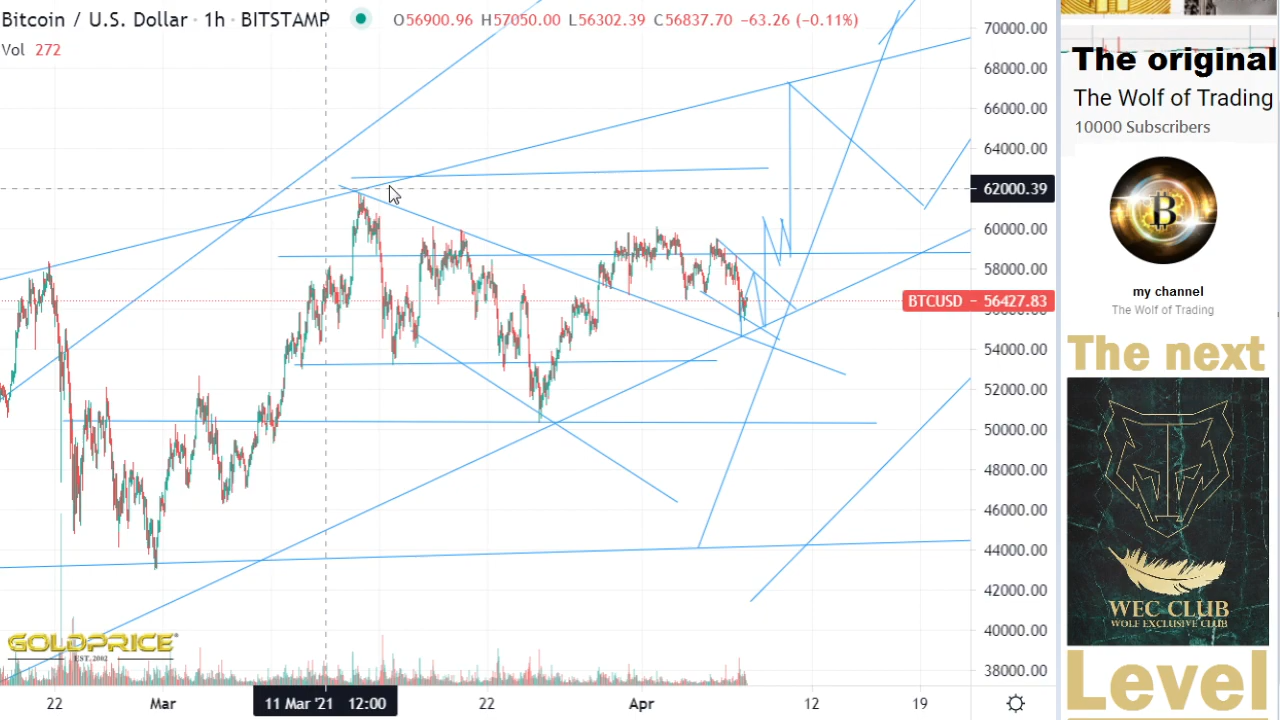 Bitcoin / U.S. Dollar · 1h · BITSTAMP O56900.96 H57050.00 L56302.39 C56837.70 −63.26 (−0.11%)
Vol 272
70000.00
68000.00
66000.00
64000.00
62000.39
60000.00
58000.00
BTCUSD − 56427.83
54000.00
52000.00
50000.00
48000.00
46000.00
44000.00
42000.00
40000.00
38000.00
GOLDPRICE
EST. 2002
22 Mar 11 Mar '21 12:00 22 Apr 12 19
The original
The Wolf of Trading
10000 Subscribers
B
my channel
The Wolf of Trading
The next
WEC CLUB
WOLF EXCLUSIVE CLUB
Level